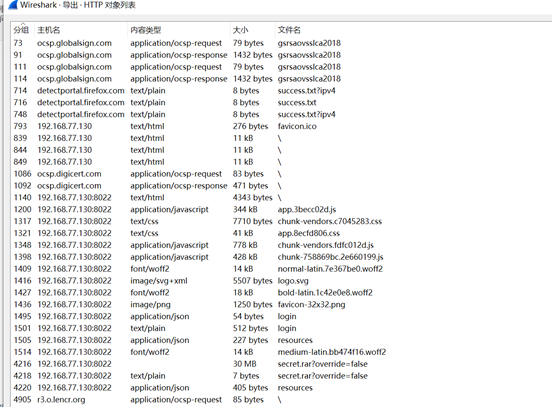 Wireshark · 导出 · HTTP 对象列表
分组 主机名 内容类型 大小 文件名
73 ocsp.globalsign.com application/ocsp-request 79 bytes gsrsaovsslca2018
91 ocsp.globalsign.com application/ocsp-response 1432 bytes gsrsaovsslca2018
111 ocsp.globalsign.com application/ocsp-request 79 bytes gsrsaovsslca2018
114 ocsp.globalsign.com application/ocsp-response 1432 bytes gsrsaovsslca2018
714 detectportal.firefox.com text/plain 8 bytes success.txt?ipv4
716 detectportal.firefox.com text/plain 8 bytes success.txt
748 detectportal.firefox.com text/plain 8 bytes success.txt?ipv4
793 192.168.77.130 text/html 276 bytes favicon.ico
839 192.168.77.130 text/html 11 kB \
844 192.168.77.130 text/html 11 kB \
849 192.168.77.130 text/html 11 kB \
1086 ocsp.digicert.com application/ocsp-request 83 bytes \
1092 ocsp.digicert.com application/ocsp-response 471 bytes \
1140 192.168.77.130:8022 text/html 4343 bytes \
1200 192.168.77.130:8022 application/javascript 344 kB app.3becc02d.js
1317 192.168.77.130:8022 text/css 7710 bytes chunk-vendors.c7045283.css
1321 192.168.77.130:8022 text/css 41 kB app.8ecfd806.css
1348 192.168.77.130:8022 application/javascript 778 kB chunk-vendors.fdfc012d.js
1398 192.168.77.130:8022 application/javascript 428 kB chunk-758869bc.2e660199.js
1409 192.168.77.130:8022 font/woff2 14 kB normal-latin.7e367be0.woff2
1416 192.168.77.130:8022 image/svg+xml 5507 bytes logo.svg
1427 192.168.77.130:8022 font/woff2 18 kB bold-latin.1c42e0e8.woff2
1436 192.168.77.130:8022 image/png 1250 bytes favicon-32x32.png
1495 192.168.77.130:8022 application/json 54 bytes login
1501 192.168.77.130:8022 text/plain 512 bytes login
1505 192.168.77.130:8022 application/json 227 bytes resources
1514 192.168.77.130:8022 font/woff2 14 kB medium-latin.bb474f16.woff2
4216 192.168.77.130:8022 30 MB secret.rar?override=false
4218 192.168.77.130:8022 text/plain 7 bytes secret.rar?override=false
4220 192.168.77.130:8022 application/json 405 bytes resources
4905 r3.o.lencr.org application/ocsp-request 85 bytes \